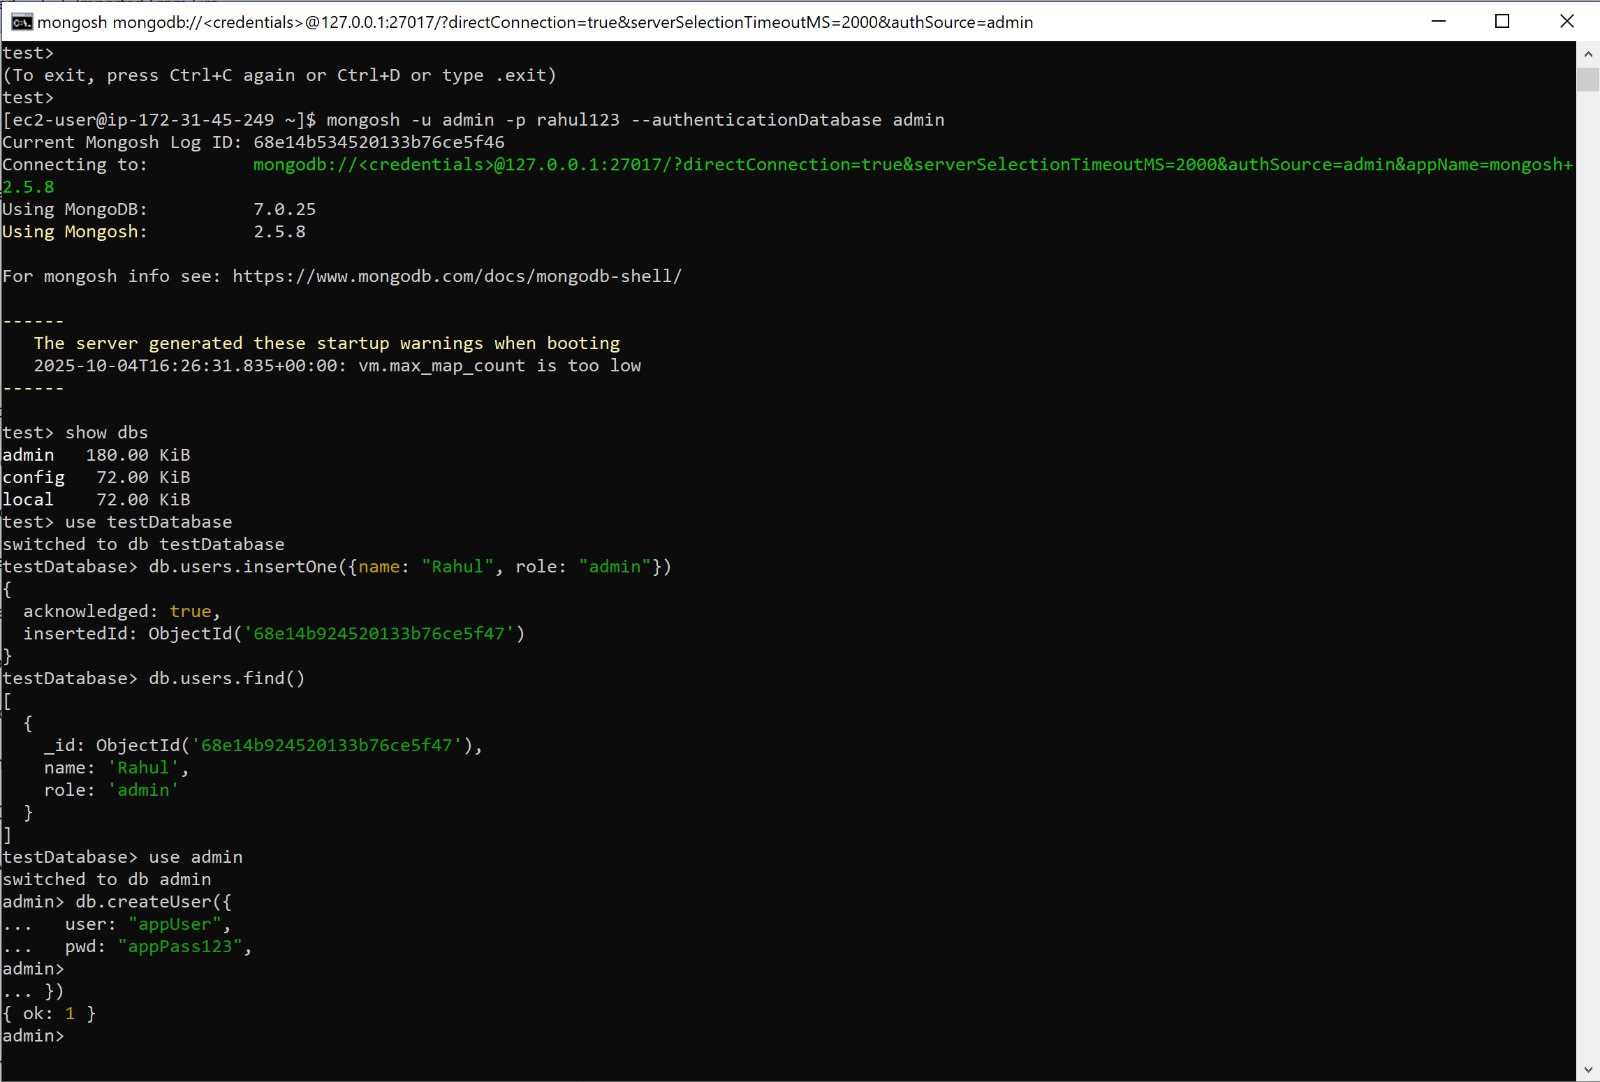 mongosh mongodb://<credentials>@127.0.0.1:27017/?directConnection=true&serverSelectionTimeoutMS=2000&authSource=admin
test>
(To exit, press Ctrl+C again or Ctrl+D or type .exit)
test>
[ec2-user@ip-172-31-45-249 ~]$ mongosh -u admin -p rahul123 --authenticationDatabase admin
Current Mongosh Log ID: 68e14b534520133b76ce5f46
Connecting to:          mongodb://<credentials>@127.0.0.1:27017/?directConnection=true&serverSelectionTimeoutMS=2000&authSource=admin&appName=mongosh+
2.5.8
Using MongoDB:          7.0.25
Using Mongosh:          2.5.8
For mongosh info see: https://www.mongodb.com/docs/mongodb-shell/
------
   The server generated these startup warnings when booting
   2025-10-04T16:26:31.835+00:00: vm.max_map_count is too low
------
test> show dbs
admin   180.00 KiB
config   72.00 KiB
local    72.00 KiB
test> use testDatabase
switched to db testDatabase
testDatabase> db.users.insertOne({name: "Rahul", role: "admin"})
{
  acknowledged: true,
  insertedId: ObjectId('68e14b924520133b76ce5f47')
}
testDatabase> db.users.find()
[
  {
    _id: ObjectId('68e14b924520133b76ce5f47'),
    name: 'Rahul',
    role: 'admin'
  }
]
testDatabase> use admin
switched to db admin
admin> db.createUser({
...   user: "appUser",
...   pwd: "appPass123",
admin>
... })
{ ok: 1 }
admin>